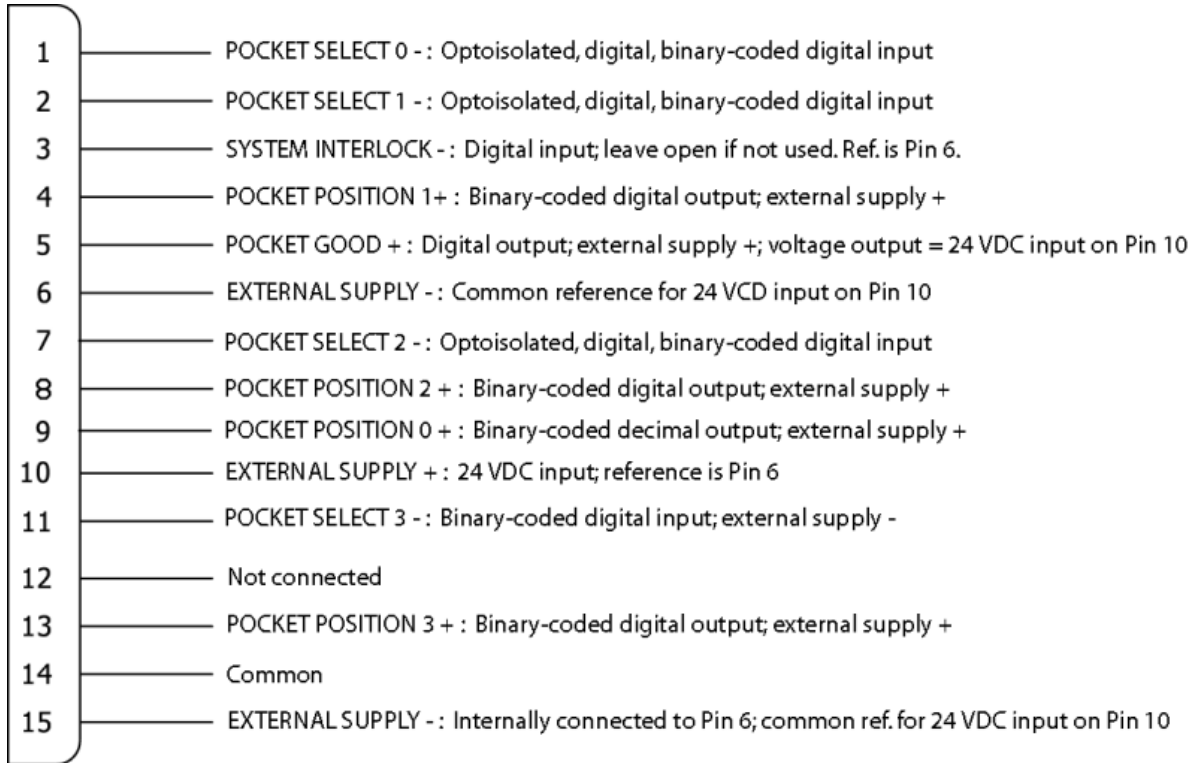 1 POCKET SELECT 0 - : Optoisolated, digital, binary-coded digital input
2 POCKET SELECT 1 - : Optoisolated, digital, binary-coded digital input
3 SYSTEM INTERLOCK - : Digital input; leave open if not used. Ref. is Pin 6.
4 POCKET POSITION 1+ : Binary-coded digital output; external supply +
5 POCKET GOOD + : Digital output; external supply +; voltage output = 24 VDC input on Pin 10
6 EXTERNAL SUPPLY - : Common reference for 24 VCD input on Pin 10
7 POCKET SELECT 2 - : Optoisolated, digital, binary-coded digital input
8 POCKET POSITION 2 + : Binary-coded digital output; external supply +
9 POCKET POSITION 0 + : Binary-coded decimal output; external supply +
10 EXTERNAL SUPPLY + : 24 VDC input; reference is Pin 6
11 POCKET SELECT 3 - : Binary-coded digital input; external supply -
12 Not connected
13 POCKET POSITION 3 + : Binary-coded digital output; external supply +
14 Common
15 EXTERNAL SUPPLY - : Internally connected to Pin 6; common ref. for 24 VDC input on Pin 10